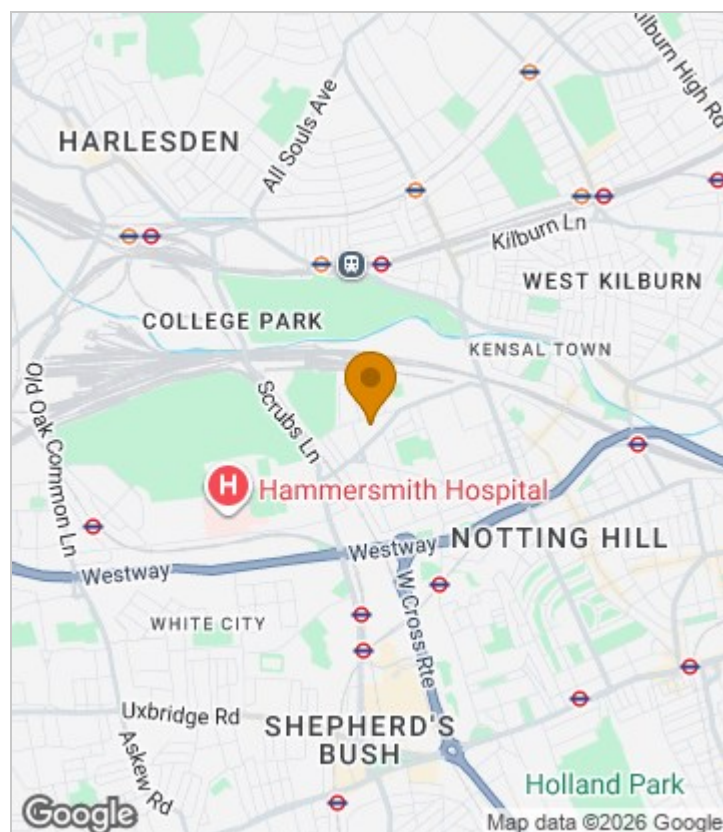 Kilburn High Rd
HARLESDEN
All Souls Ave
Kilburn Ln
WEST KILBURN
COLLEGE PARK
KENSAL TOWN
Old Oak Common Ln
Scrubs Ln
H Hammersmith Hospital
Westway
NOTTING HILL
Westway
W Cross Rte
WHITE CITY
Uxbridge Rd
SHEPHERD'S
BUSH
Askew Rd
Holland Park
Google
Map data ©2026 Google